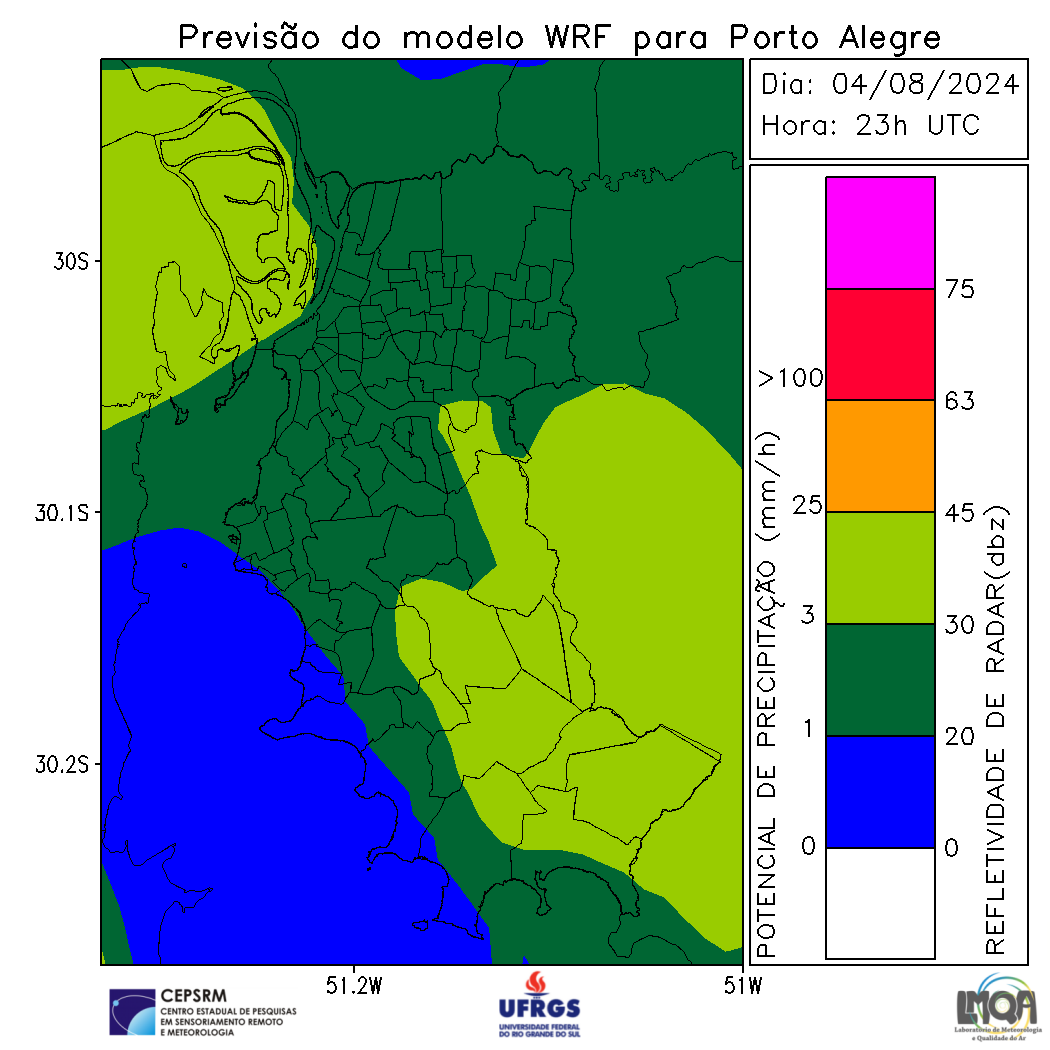 Previsão do modelo WRF para Porto Alegre
Dia: 04/08/2024
Hora: 23h UTC
30S
30.1S
30.2S
51.2W
51W
POTENCIAL DE PRECIPITAÇÃO (mm/h)
>100
25
3
1
0
75
63
45
30
20
0
REFLETIVIDADE DE RADAR(dbz)
CEPSRM
CENTRO ESTADUAL DE PESQUISAS
EM SENSORIAMENTO REMOTO
E METEOROLOGIA
UFRGS
UNIVERSIDADE FEDERAL
DO RIO GRANDE DO SUL
LMQA
Laboratório de Meteorologia
e Qualidade do Ar